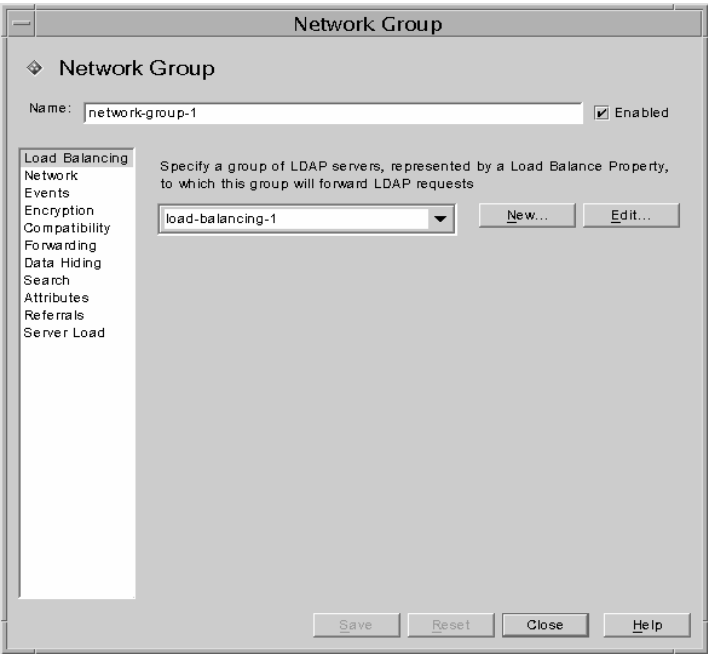 Network Group
Network Group
Name: network-group-1 Enabled
Load Balancing
Network
Events
Encryption
Compatibility
Forwarding
Data Hiding
Search
Attributes
Referrals
Server Load
Specify a group of LDAP servers, represented by a Load Balance Property,
to which this group will forward LDAP requests
load-balancing-1 New... Edit...
Save Reset Close Help